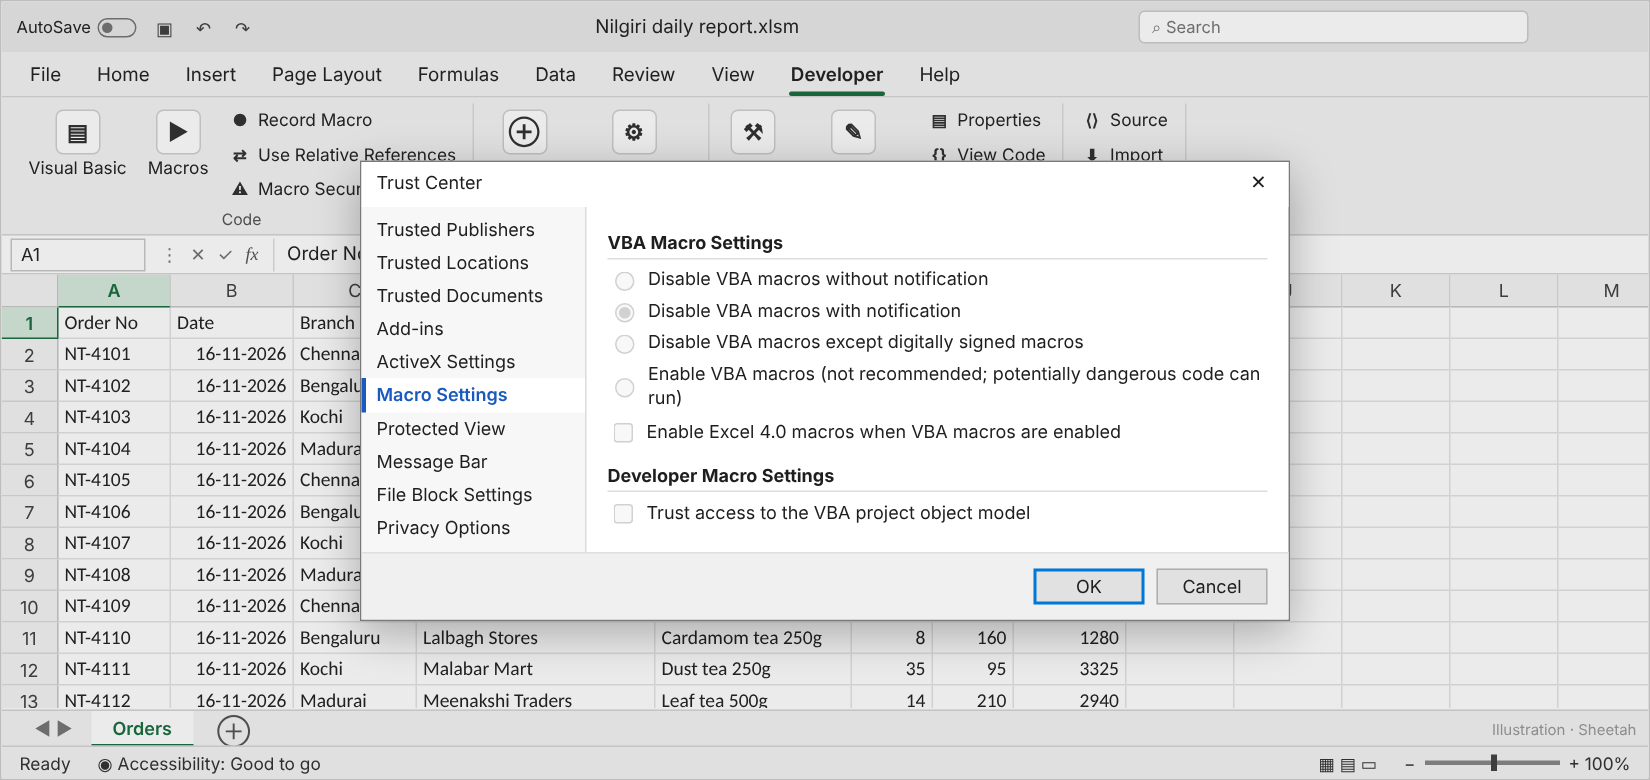 AutoSave
Nilgiri daily report.xlsm
Search
File Home Insert Page Layout Formulas Data Review View Developer Help
Visual Basic
Macros
Record Macro
Use Relative References
Macro Secur
Code
Properties
View Code
Source
Import
A1
fx
Order No
Trust Center
Trusted Publishers
Trusted Locations
Trusted Documents
Add-ins
ActiveX Settings
Macro Settings
Protected View
Message Bar
File Block Settings
Privacy Options
VBA Macro Settings
Disable VBA macros without notification
Disable VBA macros with notification
Disable VBA macros except digitally signed macros
Enable VBA macros (not recommended; potentially dangerous code can
run)
Enable Excel 4.0 macros when VBA macros are enabled
Developer Macro Settings
Trust access to the VBA project object model
OK
Cancel
A B C K L M
1 Order No Date Branch
2 NT-4101 16-11-2026 Chenna
3 NT-4102 16-11-2026 Bengalu
4 NT-4103 16-11-2026 Kochi
5 NT-4104 16-11-2026 Madura
6 NT-4105 16-11-2026 Chenna
7 NT-4106 16-11-2026 Bengalu
8 NT-4107 16-11-2026 Kochi
9 NT-4108 16-11-2026 Madura
10 NT-4109 16-11-2026 Chenna
11 NT-4110 16-11-2026 Bengaluru Lalbagh Stores Cardamom tea 250g 8 160 1280
12 NT-4111 16-11-2026 Kochi Malabar Mart Dust tea 250g 35 95 3325
13 NT-4112 16-11-2026 Madurai Meenakshi Traders Leaf tea 500g 14 210 2940
Orders
Illustration · Sheetah
Ready
Accessibility: Good to go
− + 100%